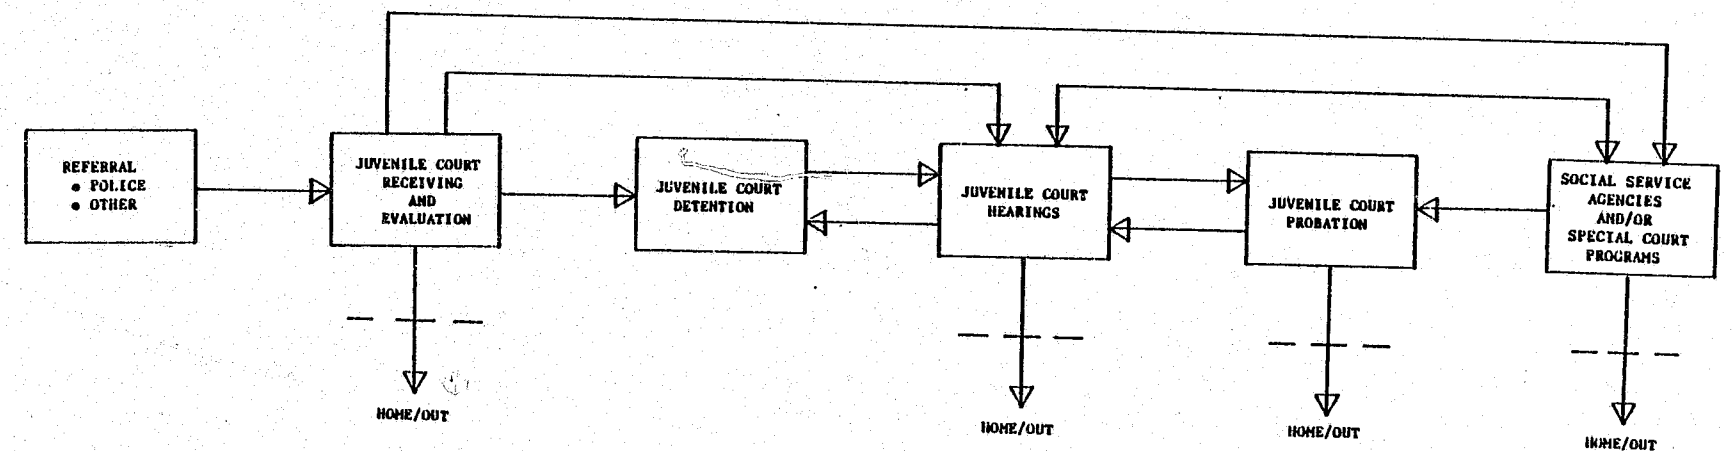 REFERRAL
• POLICE
• OTHER
JUVENILE COURT
RECEIVING
AND
EVALUATION
JUVENILE COURT
DETENTION
JUVENILE COURT
HEARINGS
JUVENILE COURT
PROBATION
SOCIAL SERVICE
AGENCIES
AND/OR
SPECIAL COURT
PROGRAMS
HOME/OUT
HOME/OUT
HOME/OUT
HOME/OUT